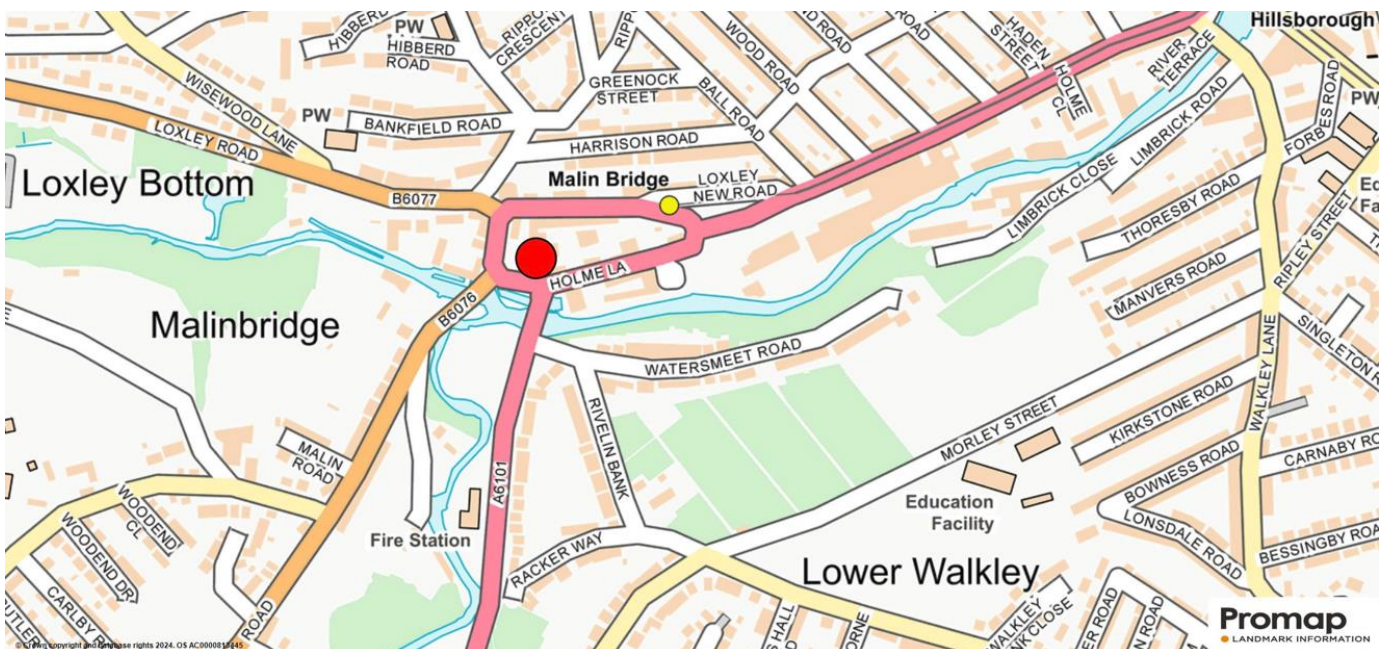 Hillsborough
PW
HIBBERD
HIBBERD
ROAD
RIPPON
CRESCENT
WOOD ROAD
HADEN
STREET
RIVER
TERRACE
WISEWOOD LANE
GREENOCK
STREET
BALL ROAD
HOLME
CL
PW
PW
LOXLEY ROAD
BANKFIELD ROAD
HARRISON ROAD
LIMBRICK ROAD
FORBES ROAD
Loxley Bottom
B6077
Malin Bridge
LOXLEY
NEW ROAD
LIMBRICK CLOSE
THORESBY ROAD
RIPLEY STREET
HOLME LA
MANVERS ROAD
B6076
Malinbridge
WATERSMEET ROAD
SINGLETON
WALKLEY LANE
RIVELIN BANK
MORLEY STREET
KIRKSTONE ROAD
MALIN
ROAD
A6101
BOWNESS ROAD
CARNABY
Education
Facility
WOODEND
CL
WOODEND DR
Fire Station
LONSDALE ROAD
BESSINGBY ROAD
RACKER WAY
Lower Walkley
CARLBY
ROAD
HALL
WALKLEY
CLOSE
ROAD
Promap
LANDMARK INFORMATION